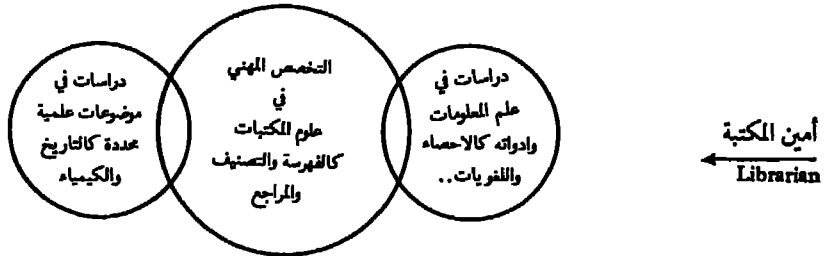 أمين المكتبة
Librarian
دراسات في
علم المعلومات
وادواته كالاحصاء
واللغويات..
التخصص المهني
في
علوم المكتبات
كالفهرسة والتصنيف
والمراجع
دراسات في
موضوعات علمية
محددة كالتاريخ
والكيمياء